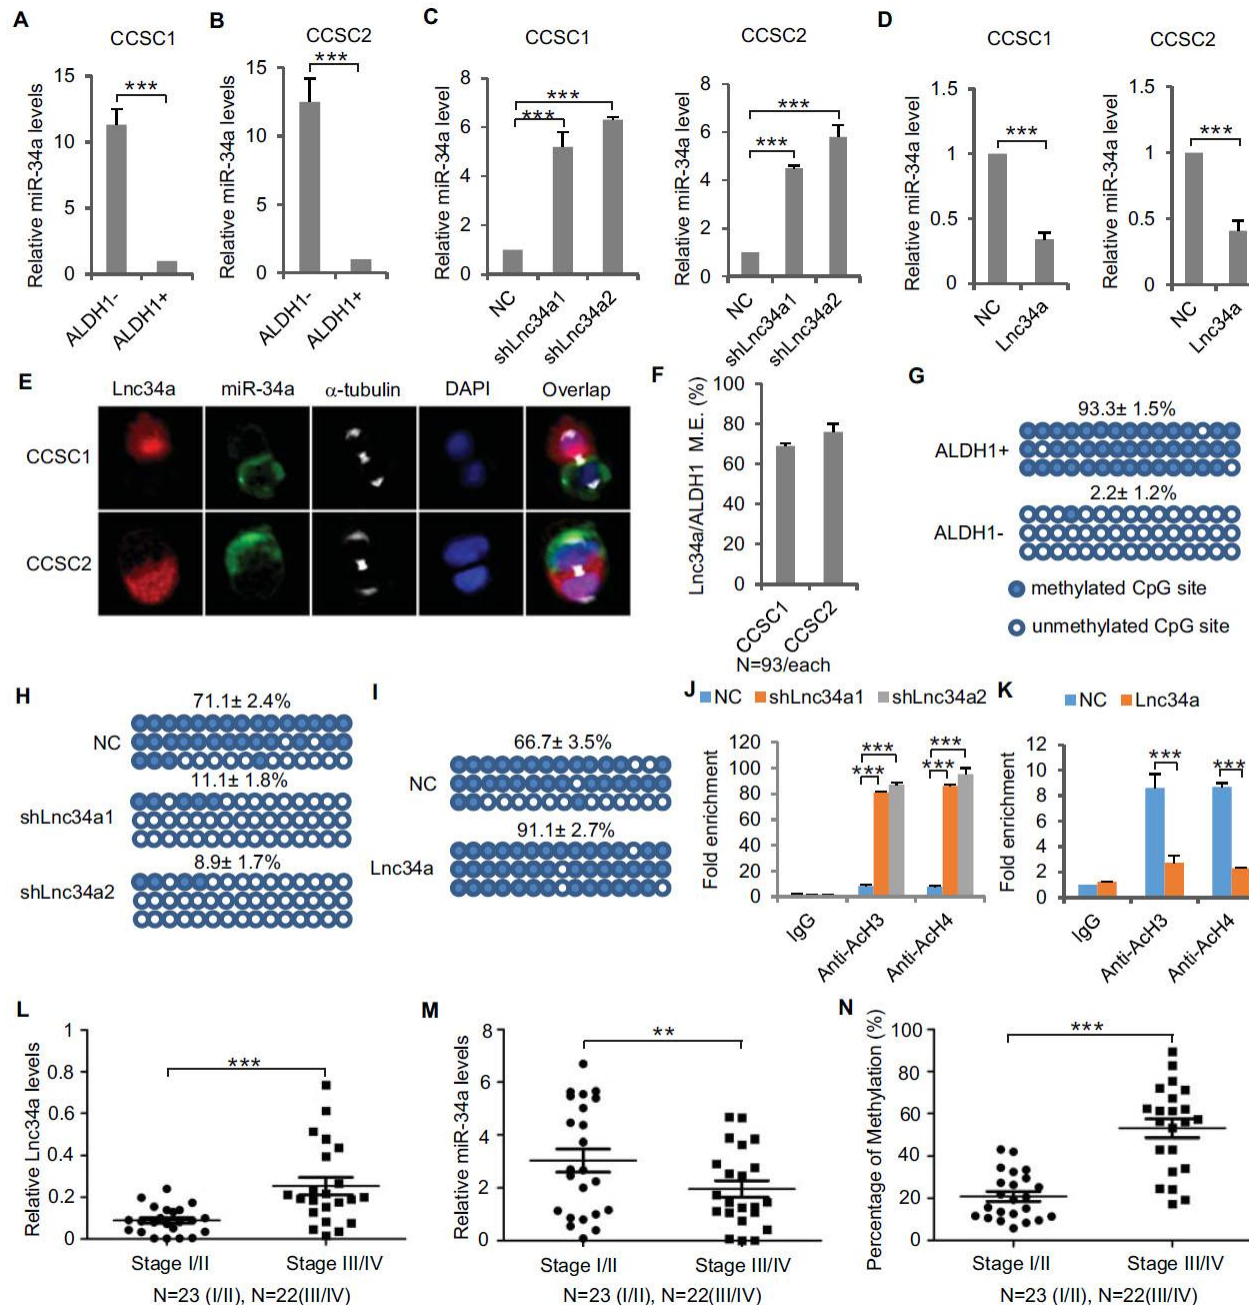 A
CCSC1
Relative miR-34a levels
15
10
5
0
***
ALDH1-
ALDH1+
B
CCSC2
Relative miR-34a levels
15
10
5
0
***
ALDH1-
ALDH1+
C
CCSC1
Relative miR-34a level
8
6
4
2
0
***
***
NC
shLnc34a1
shLnc34a2
CCSC2
Relative miR-34a level
8
6
4
2
0
***
***
NC
shLnc34a1
shLnc34a2
D
CCSC1
Relative miR-34a level
1.5
1
0.5
0
***
NC
Lnc34a
CCSC2
Relative miR-34a level
1.5
1
0.5
0
***
NC
Lnc34a
E
Lnc34a miR-34a α-tubulin DAPI Overlap
CCSC1
CCSC2
F
Lnc34a/ALDH1 M.E. (%)
100
80
60
40
20
0
CCSC1
CCSC2
N=93/each
G
93.3± 1.5%
ALDH1+
2.2± 1.2%
ALDH1-
methylated CpG site
unmethylated CpG site
H
71.1± 2.4%
NC
11.1± 1.8%
shLnc34a1
8.9± 1.7%
shLnc34a2
I
66.7± 3.5%
NC
91.1± 2.7%
Lnc34a
J
NC shLnc34a1 shLnc34a2
Fold enrichment
120
100
80
60
40
20
0
***
***
***
***
IgG
Anti-AcH3
Anti-AcH4
K
NC Lnc34a
Fold enrichment
12
10
8
6
4
2
0
***
***
IgG
Anti-AcH3
Anti-AcH4
L
Relative Lnc34a levels
1
0.8
0.6
0.4
0.2
0
***
Stage I/II Stage III/IV
N=23 (I/II), N=22(III/IV)
M
Relative miR-34a levels
8
6
4
2
0
**
Stage I/II Stage III/IV
N=23 (I/II), N=22(III/IV)
N
Percentage of Methylation (%)
100
80
60
40
20
0
***
Stage I/II Stage III/IV
N=23 (I/II), N=22(III/IV)